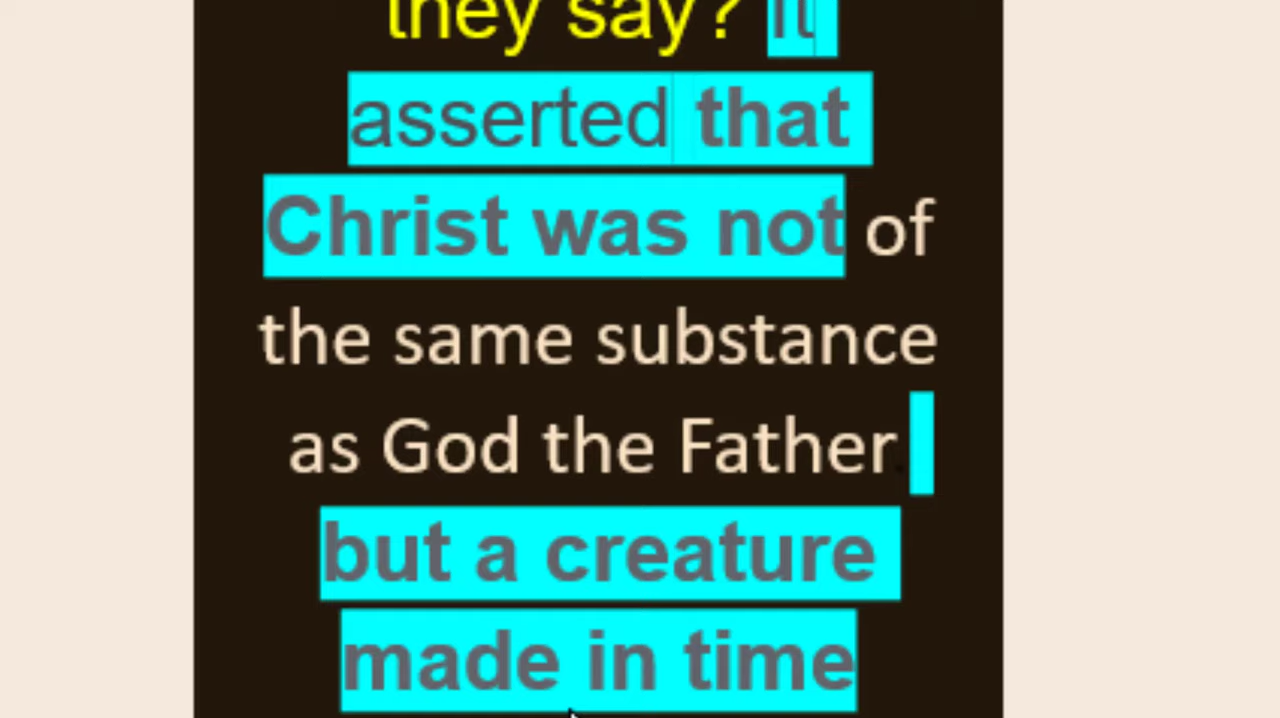 they say? It
asserted that
Christ was not of
the same substance
as God the Father.
but a creature
made in time